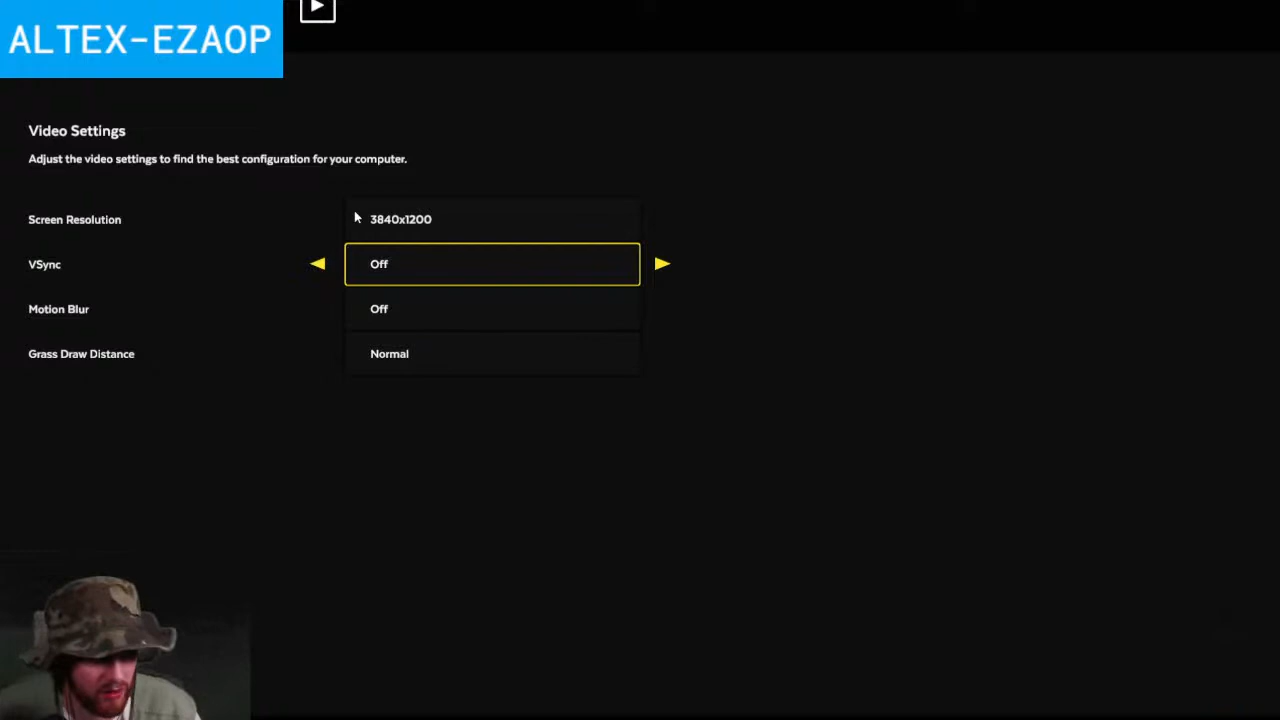 ALTEX-EZAOP
Video Settings
Adjust the video settings to find the best configuration for your computer.
Screen Resolution 3840x1200
VSync Off
Motion Blur Off
Grass Draw Distance Normal